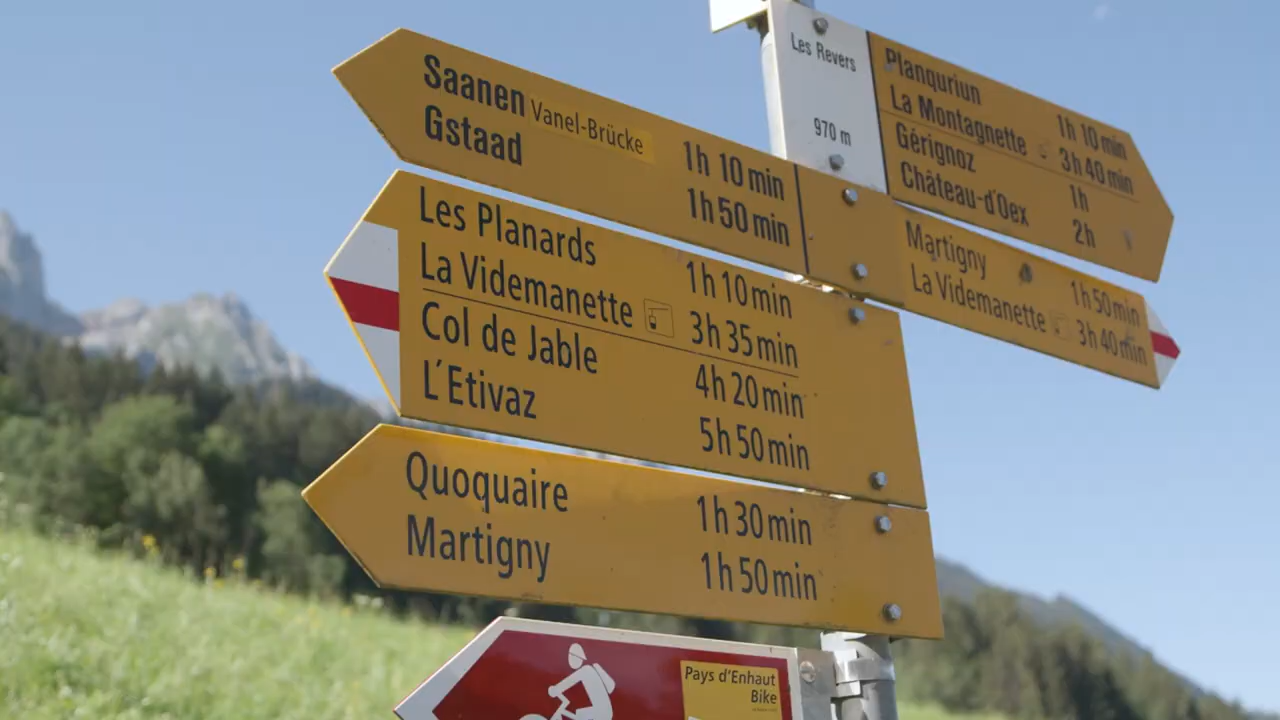 Les Revers
970 m
Planquriun 1h 10 min
La Montagnette 3h 40 min
Gérignoz 1h
Château-d'Oex 2h
Saanen Vanel-Brücke 1h 10 min
Gstaad 1h 50 min
Martigny 1h 50 min
La Videmanette 3h 40 min
Les Planards 1h 10 min
La Videmanette 3h 35 min
Col de Jable 4h 20 min
L'Etivaz 5h 50 min
Quoquaire 1h 30 min
Martigny 1h 50 min
Pays d'Enhaut
Bike